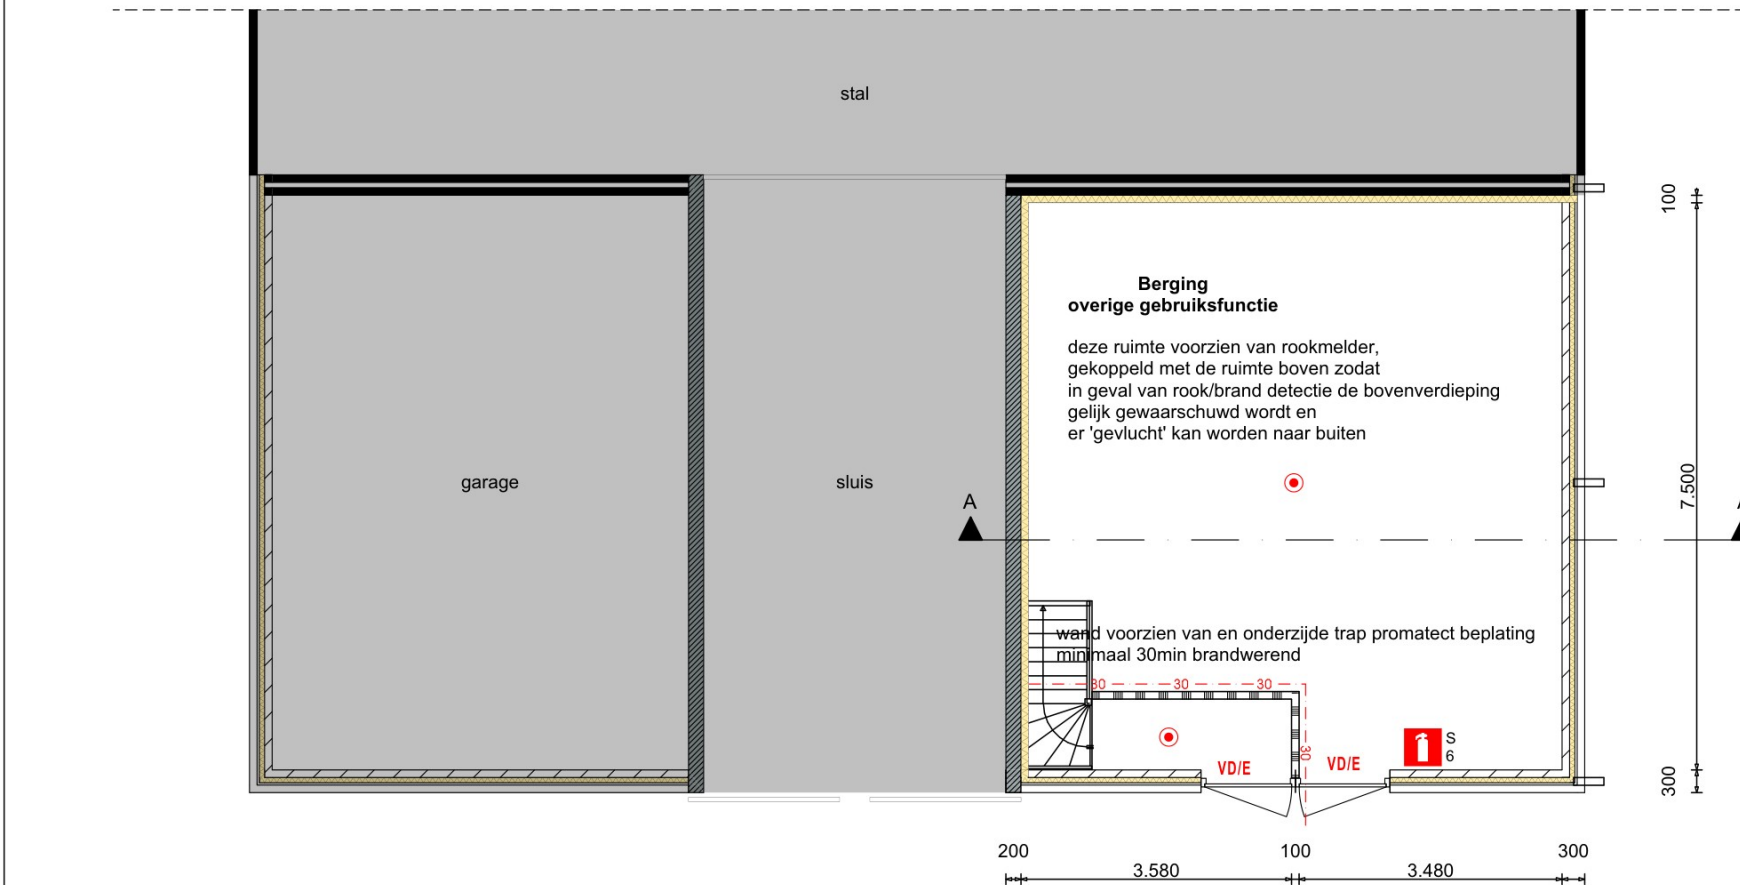 stal
100
Berging
overige gebruiksfunctie
deze ruimte voorzien van rookmelder,
gekoppeld met de ruimte boven zodat
in geval van rook/brand detectie de bovenverdieping
gelijk gewaarschuwd wordt en
er 'gevlucht' kan worden naar buiten
garage
sluis
A
7.500
wand voorzien van en onderzijde trap promatect beplating
minimaal 30min brandwerend
30 30 30
30
S
6
VD/E VD/E
300
200 100 300
3.580 3.480